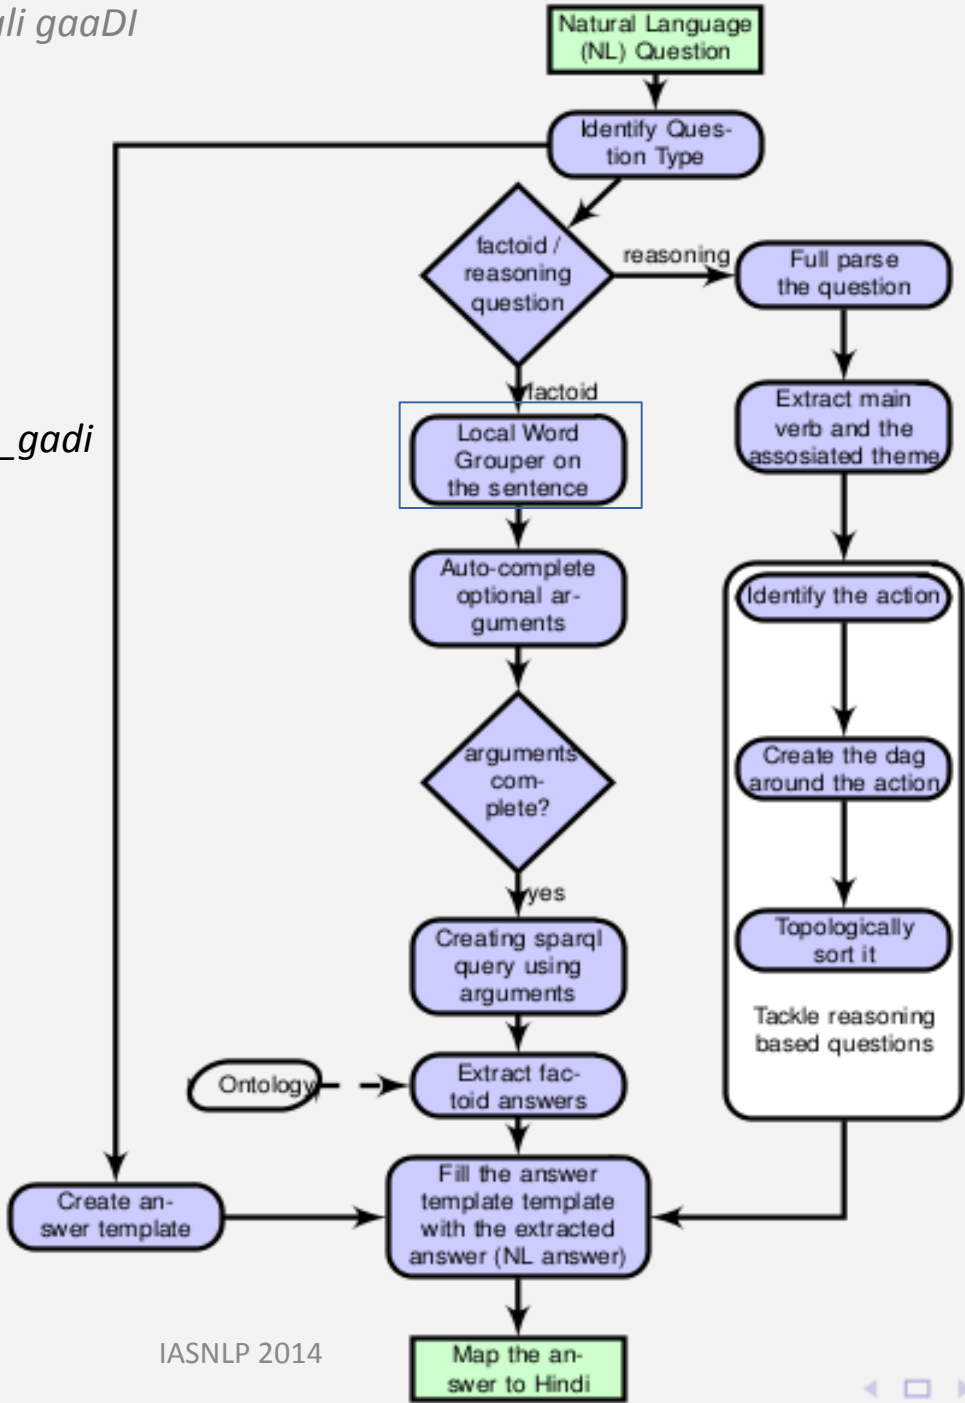 li gaaDI
Natural Language
(NL) Question
Identify Ques-
tion Type
factoid /
reasoning
question
reasoning
Full parse
the question
factoid
Extract main
verb and the
assosiated theme
_gadi
Local Word
Grouper on
the sentence
Auto-complete
optional ar-
guments
Identify the action
arguments
com-
plete?
Create the dag
around the action
yes
Creating sparql
query using
arguments
Topologically
sort it
Tackle reasoning
based questions
Ontology
Extract fac-
toid answers
Create an-
swer template
Fill the answer
template template
with the extracted
answer (NL answer)
IASNLP 2014
Map the an-
swer to Hindi